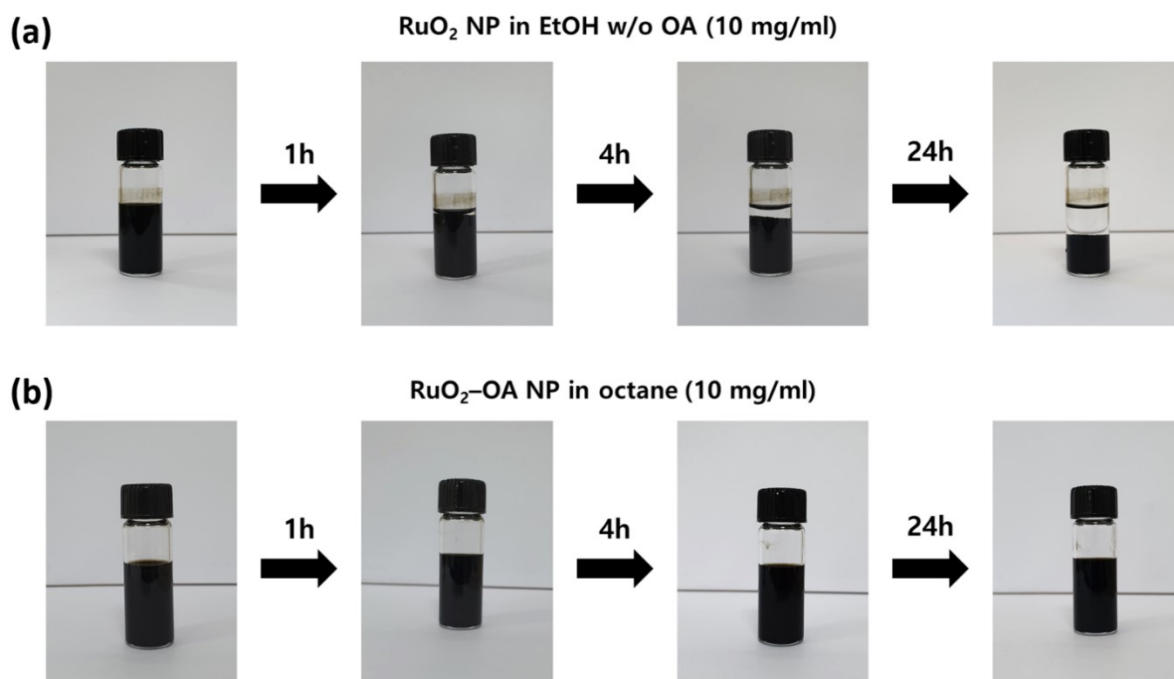 (a)
RuO₂ NP in EtOH w/o OA (10 mg/ml)
1h
4h
24h
(b)
RuO₂–OA NP in octane (10 mg/ml)
1h
4h
24h